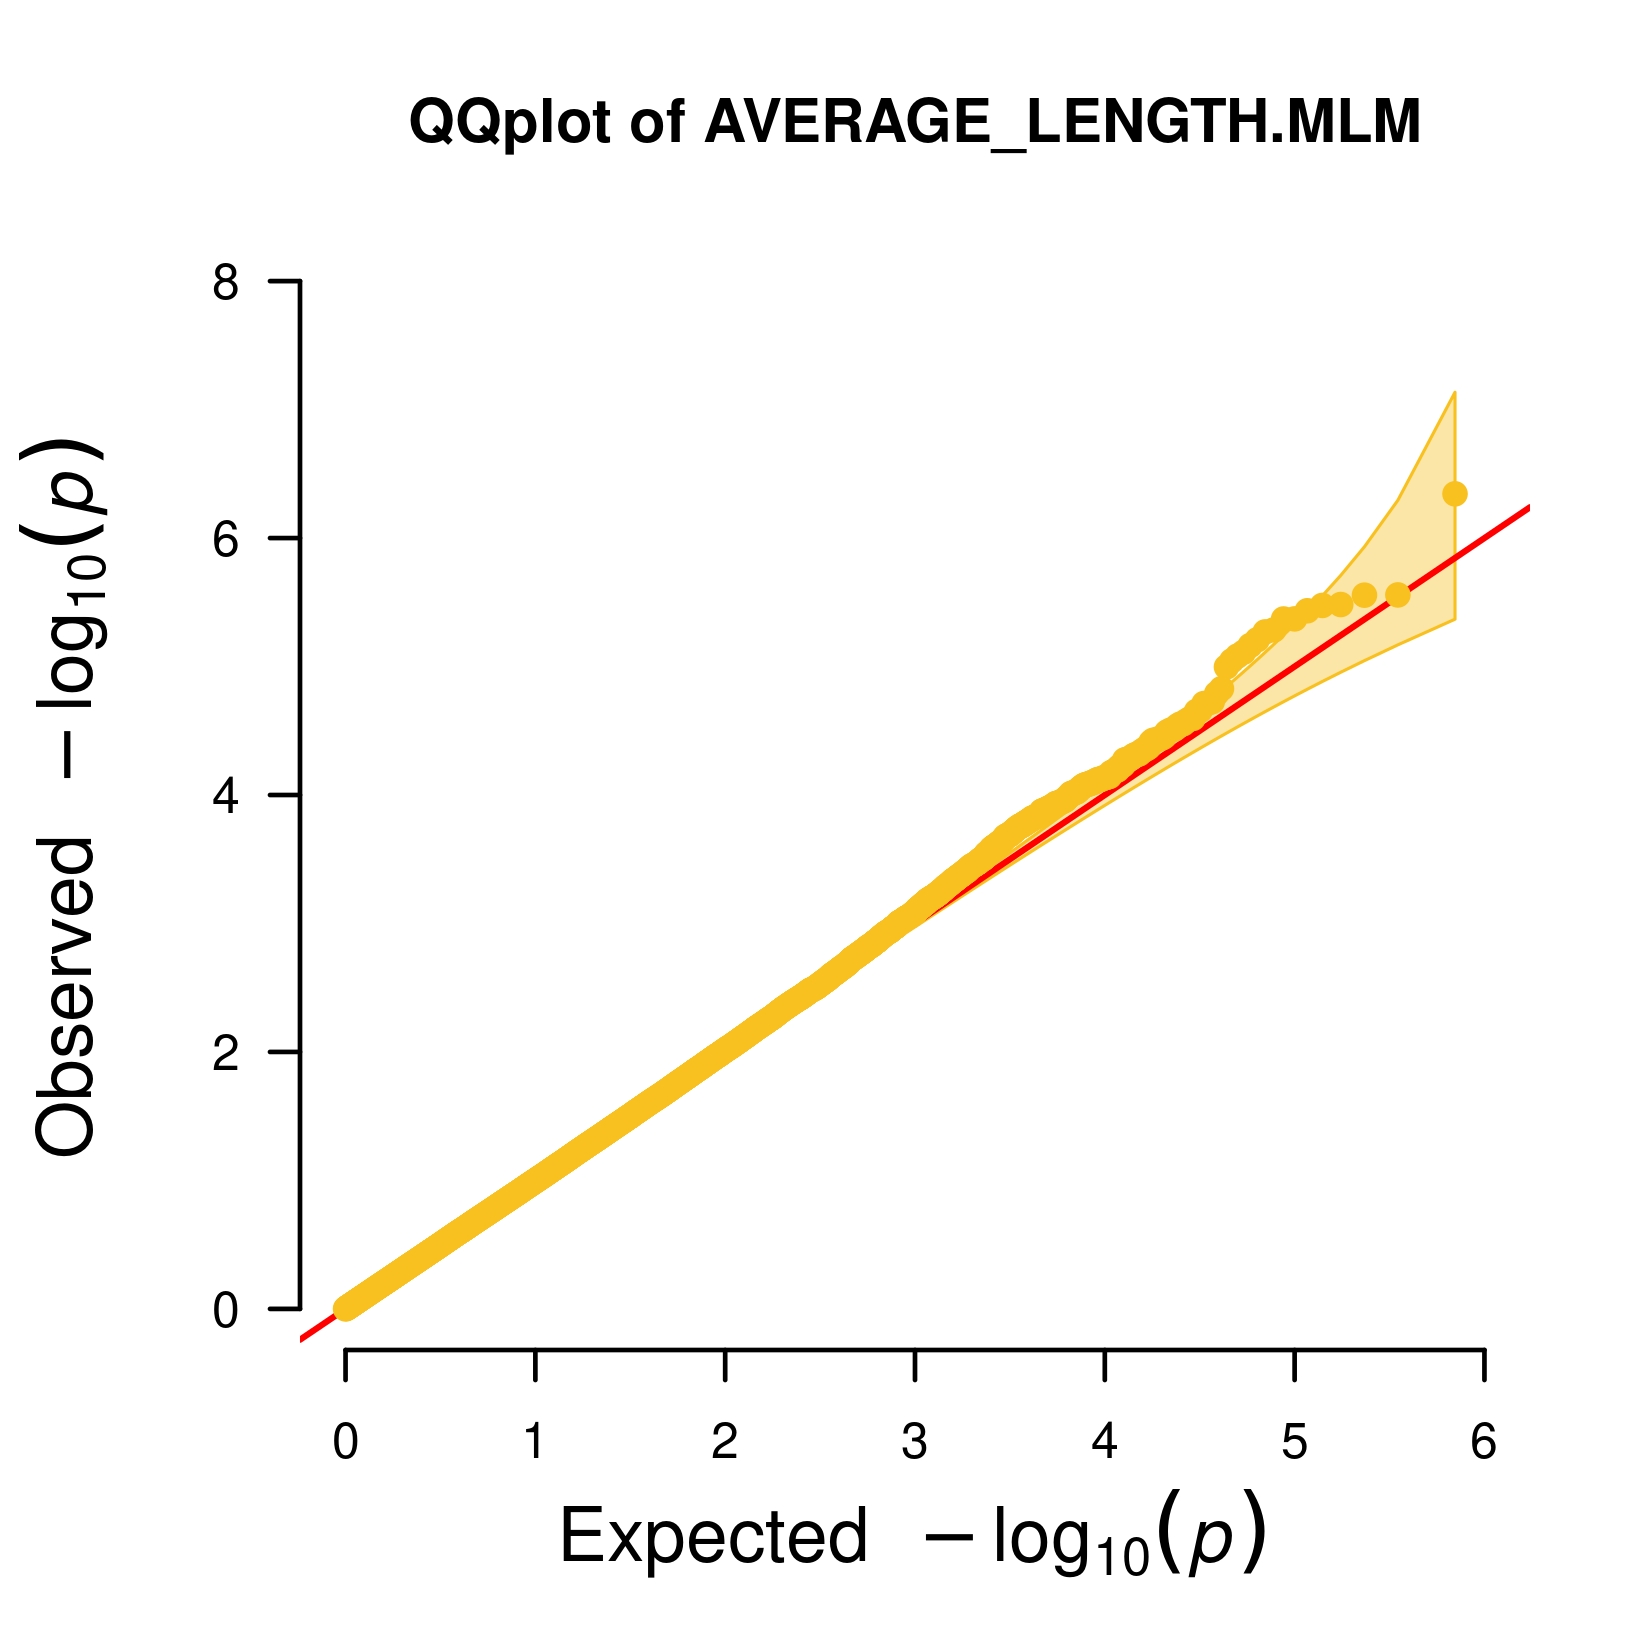 QQplot of AVERAGE_LENGTH.MLM
8
6
4
2
0
Observed −log10(p)
0 1 2 3 4 5 6
Expected −log10(p)